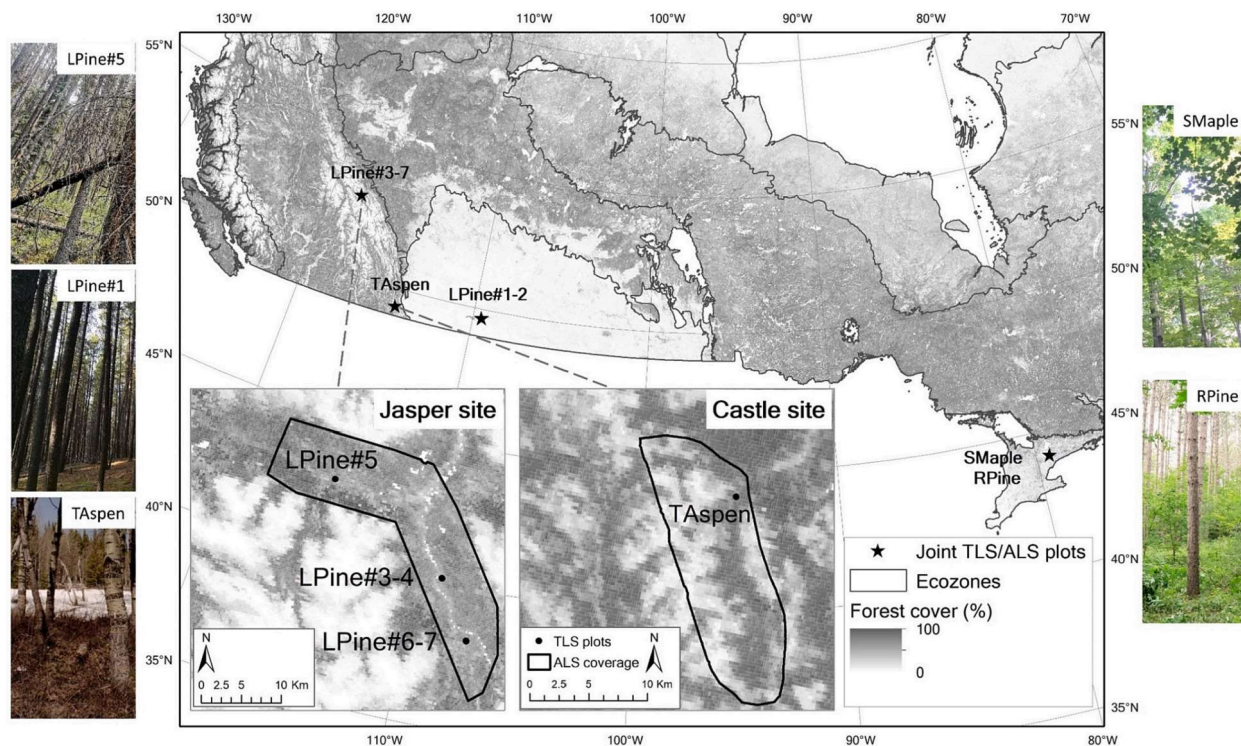 130°W
120°W
110°W
100°W
90°W
80°W
70°W
55°N
50°N
45°N
40°N
35°N
55°N
50°N
45°N
40°N
35°N
110°W
100°W
90°W
80°W
LPine#5
LPine#1
TAspen
SMaple
RPine
LPine#3-7
TAspen
LPine#1-2
SMaple
RPine
Jasper site
LPine#5
LPine#3-4
LPine#6-7
N
0 2.5 5 10 Km
Castle site
TAspen
TLS plots
ALS coverage
N
0 2.5 5 10 Km
Joint TLS/ALS plots
Ecozones
Forest cover (%)
100
0